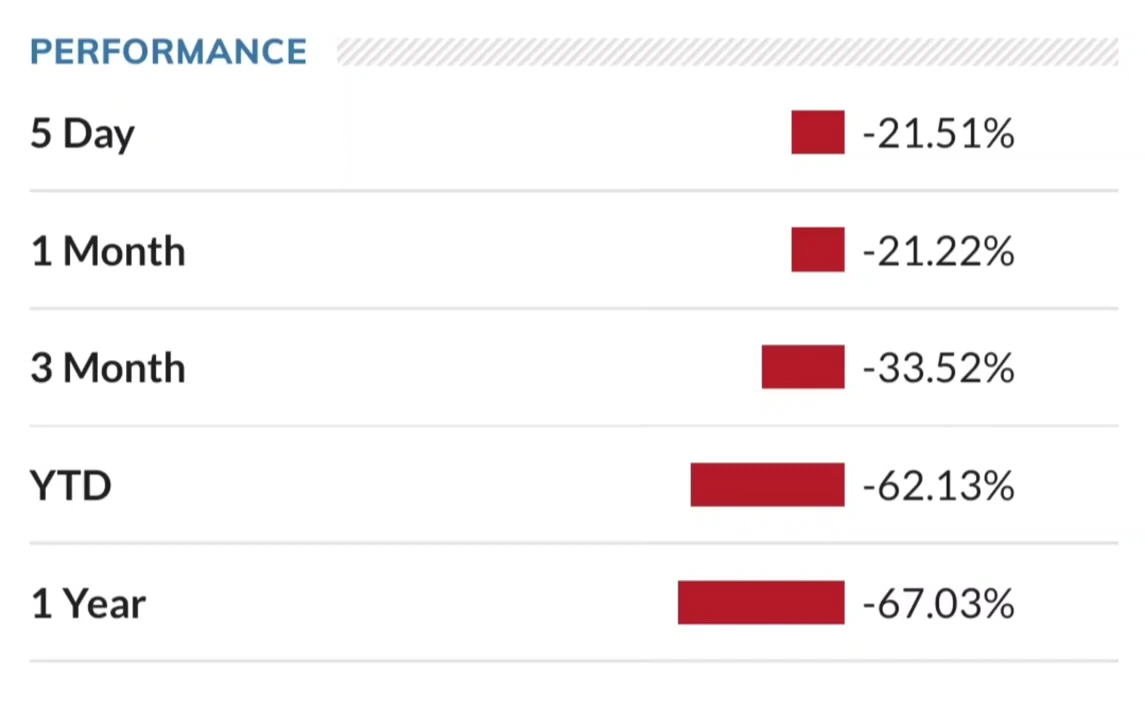 PERFORMANCE
5 Day -21.51%
1 Month -21.22%
3 Month -33.52%
YTD -62.13%
1 Year -67.03%